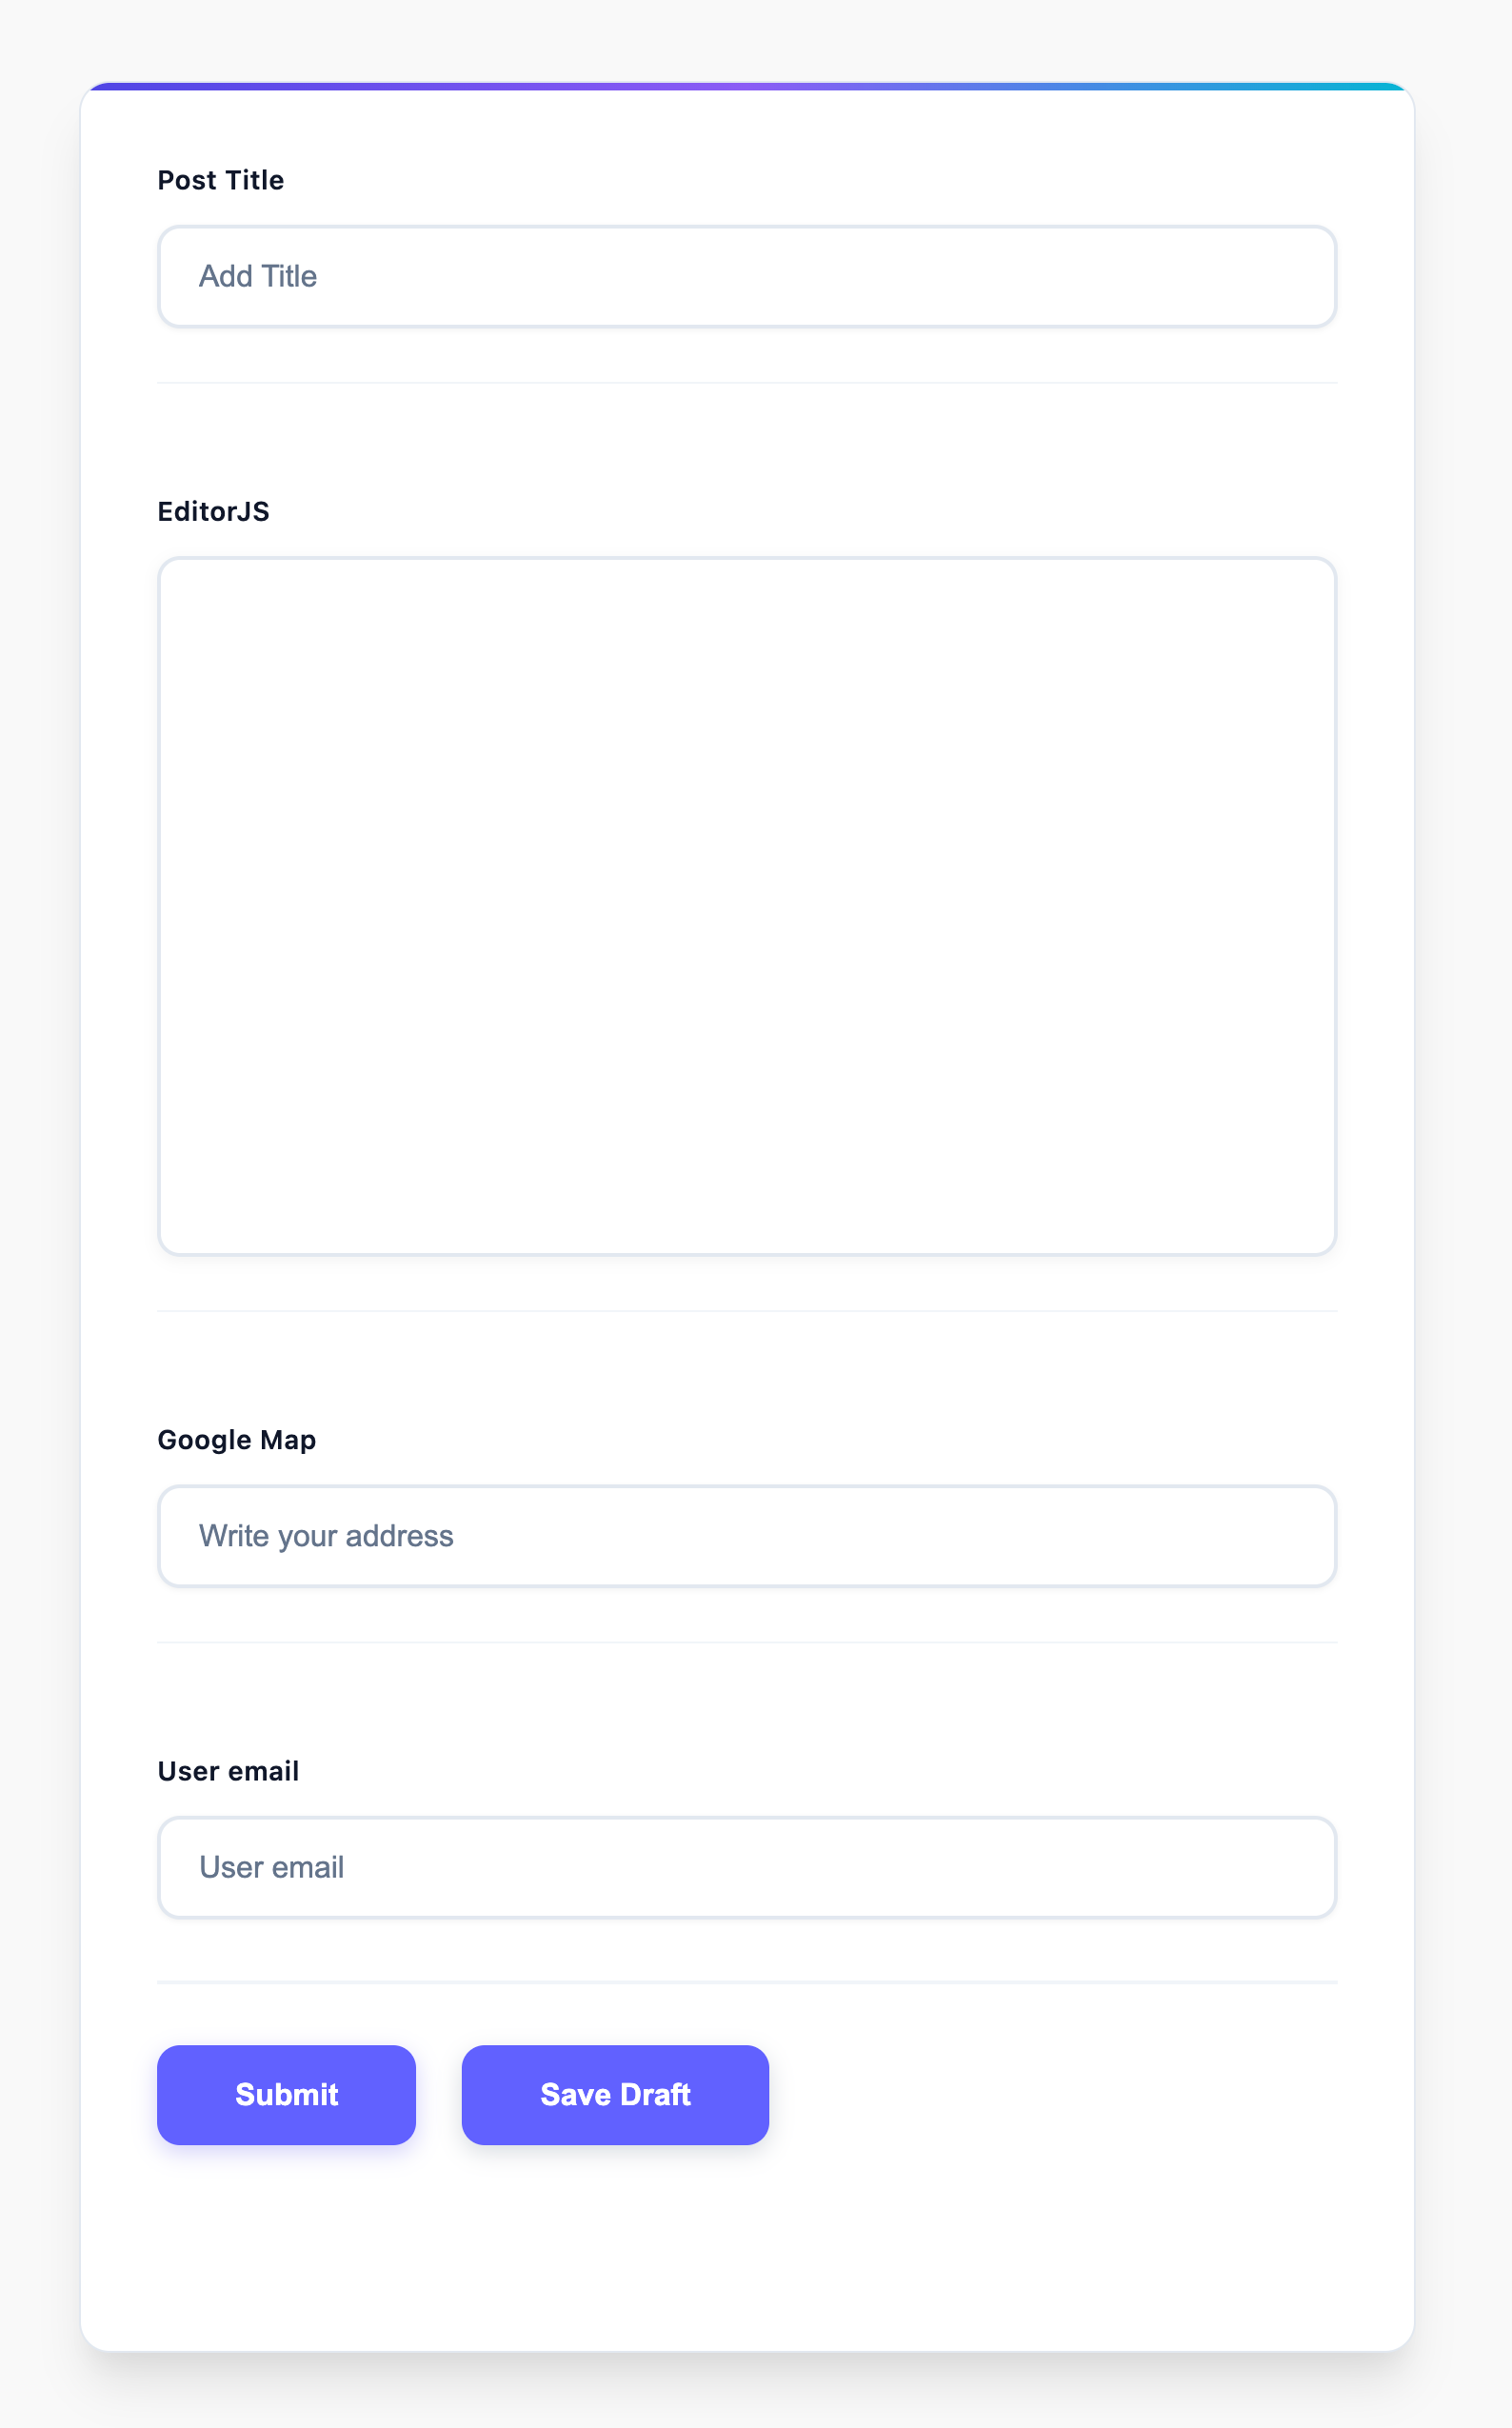 Post Title
Add Title
EditorJS
Google Map
Write your address
User email
User email
Submit
Save Draft